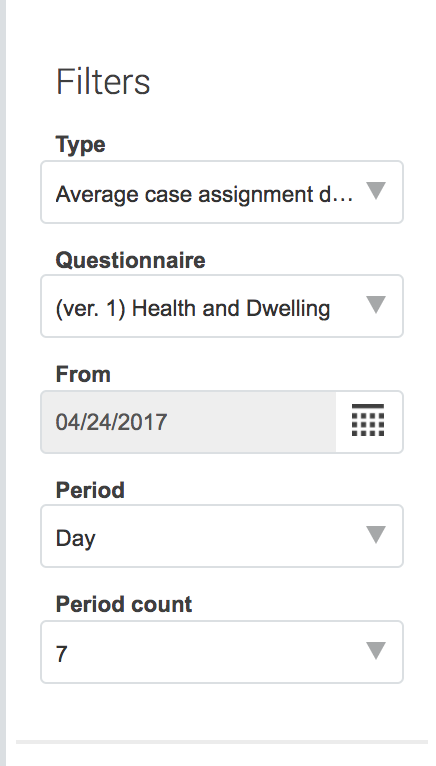 Filters
Type
Average case assignment d...
Questionnaire
(ver. 1) Health and Dwelling
From
04/24/2017
Period
Day
Period count
7